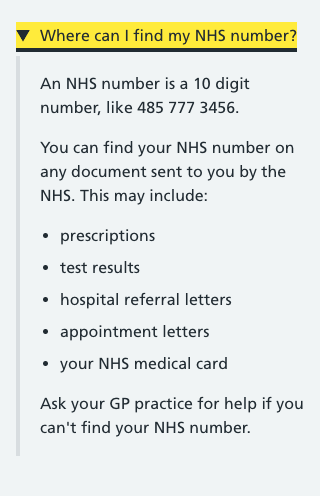 Where can I find my NHS number?
An NHS number is a 10 digit
number, like 485 777 3456.
You can find your NHS number on
any document sent to you by the
NHS. This may include:
• prescriptions
• test results
• hospital referral letters
• appointment letters
• your NHS medical card
Ask your GP practice for help if you
can't find your NHS number.